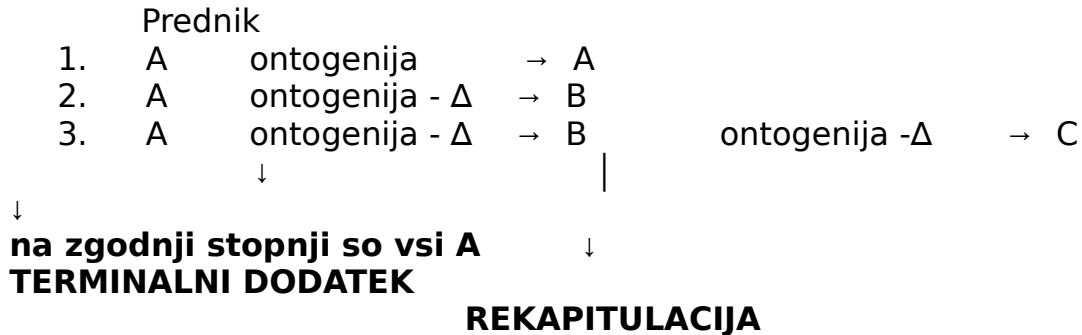 Prednik
1. A ontogenija → A
2. A ontogenija - Δ → B
3. A ontogenija - Δ → B ontogenija -Δ → C
↓ |
↓
na zgodnji stopnji so vsi A ↓
TERMINALNI DODATEK
REKAPITULACIJA